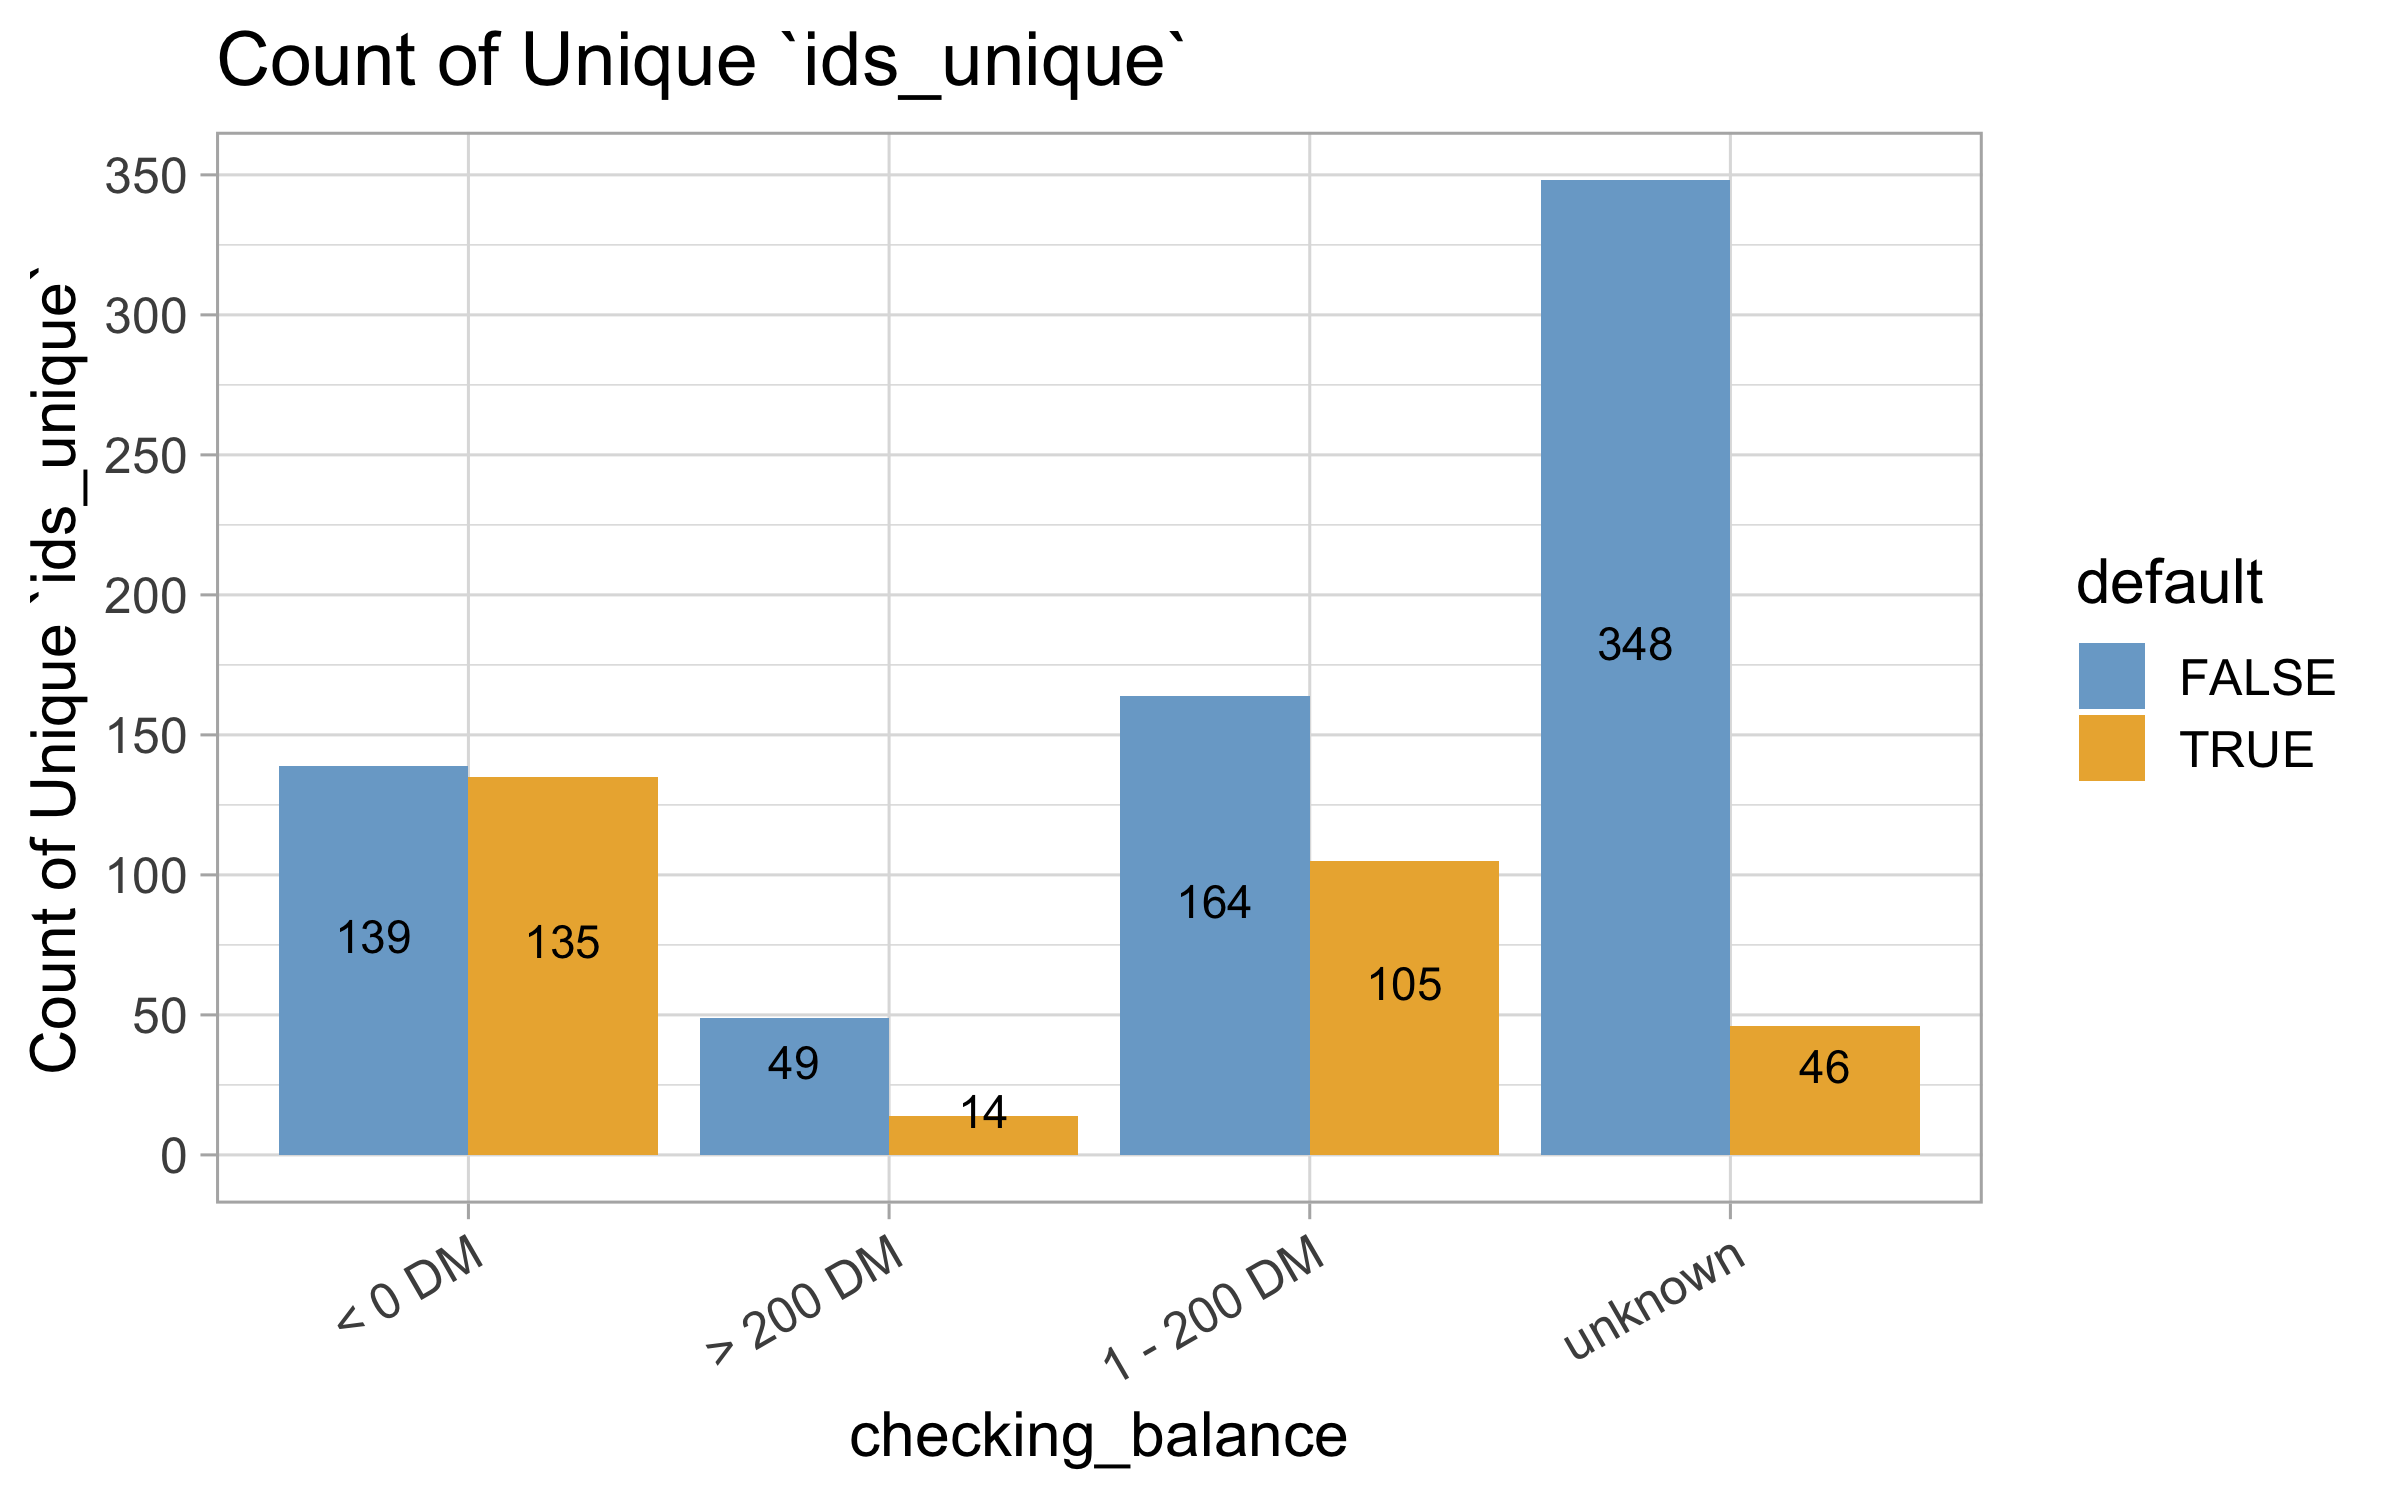 Count of Unique `ids_unique`
Count of Unique `ids_unique`
350
300
250
200
150
100
50
0
139
135
49
14
164
105
348
46
< 0 DM
> 200 DM
1 - 200 DM
unknown
checking_balance
default
FALSE
TRUE